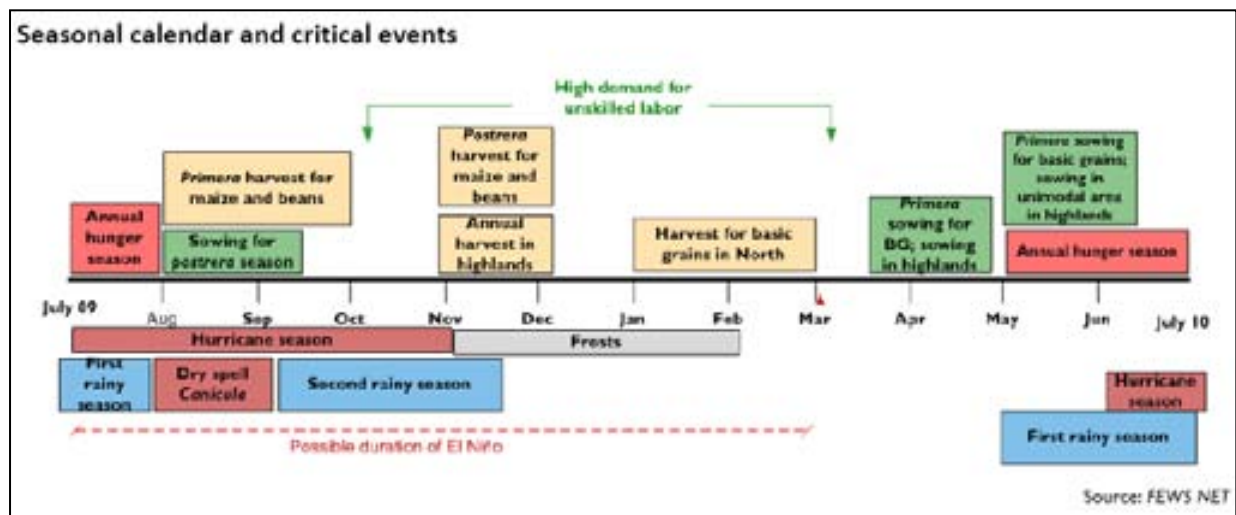 Seasonal calendar and critical events
High demand for
unskilled labor
Annual
hunger
season
Primera harvest for
maize and beans
Sowing for
postrera season
Postrera
harvest for
maize and
beans
Annual
harvest in
highlands
Harvest for basic
grains in North
Primera
sowing
for BG; sowing
in highlands
Primera sowing
for basic grains;
sowing in
unimodal area
in highlands
Annual hunger season
July 09
Aug
Sep
Oct
Nov
Dec
Jan
Feb
Mar
Apr
May
Jun
July 10
Hurricane season
Frosts
First
rainy
season
Dry spell
Canicule
Second rainy season
Hurricane
season
First rainy season
Possible duration of El Niño
Source: FEWS NET